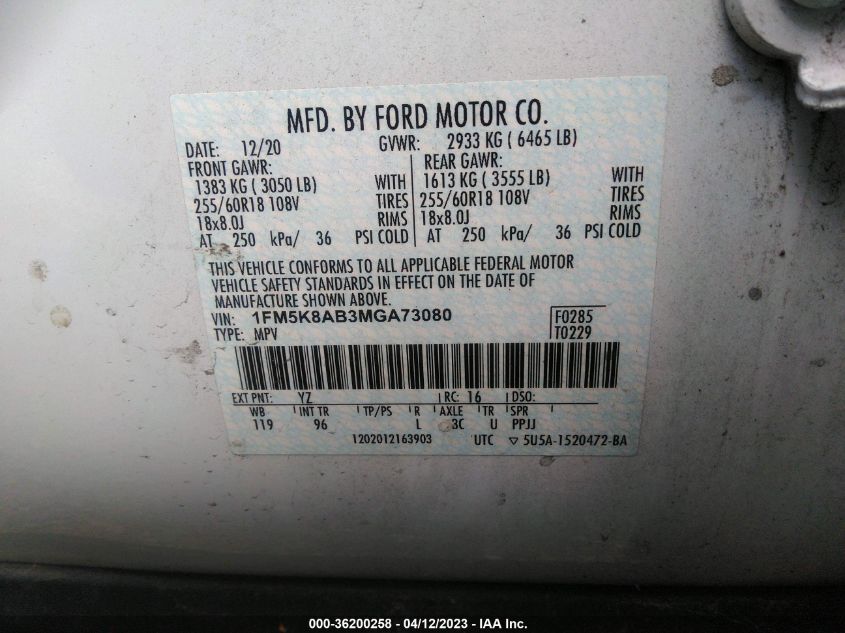 MFD. BY FORD MOTOR CO.
DATE: 12/20 GVWR: 2933 KG ( 6465 LB)
FRONT GAWR: REAR GAWR:
1383 KG ( 3050 LB) WITH 1613 KG ( 3555 LB) WITH
255/60R18 108V TIRES 255/60R18 108V TIRES
18x8.0J RIMS 18x8.0J RIMS
AT 250 kPa/ 36 PSI COLD AT 250 kPa/ 36 PSI COLD
THIS VEHICLE CONFORMS TO ALL APPLICABLE FEDERAL MOTOR
VEHICLE SAFETY STANDARDS IN EFFECT ON THE DATE OF
MANUFACTURE SHOWN ABOVE.
VIN: 1FM5K8AB3MGA73080 F0285
TYPE: MPV T0229
EXT PNT: YZ RC: 16 DSO:
WB INT TR TP/PS R AXLE TR SPR
119 96 L 3C U PPJJ
1202012163903 UTC ▽ 5U5A-1520472-BA
000-36200258 - 04/12/2023 - IAA Inc.